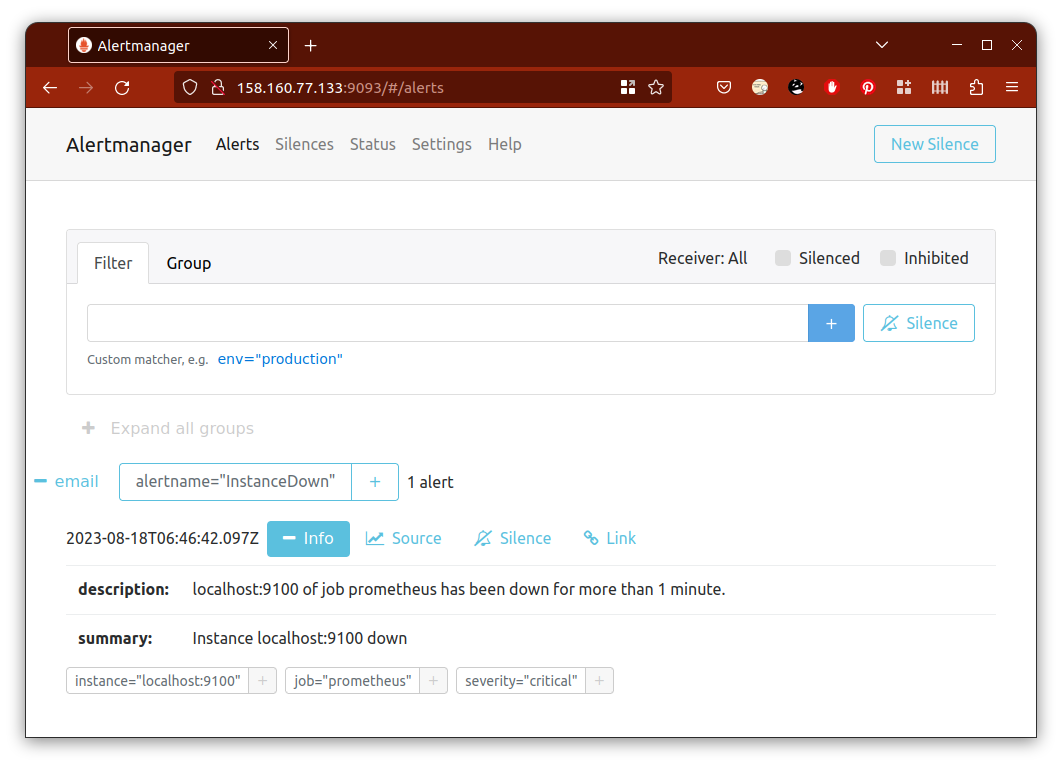 Alertmanager
158.160.77.133:9093/#/alerts
Alertmanager Alerts Silences Status Settings Help New Silence
Filter Group Receiver: All Silenced Inhibited
+ Silence
Custom matcher, e.g. env="production"
+ Expand all groups
email alertname="InstanceDown" + 1 alert
2023-08-18T06:46:42.097Z Info Source Silence Link
description: localhost:9100 of job prometheus has been down for more than 1 minute.
summary: Instance localhost:9100 down
instance="localhost:9100" + job="prometheus" + severity="critical" +